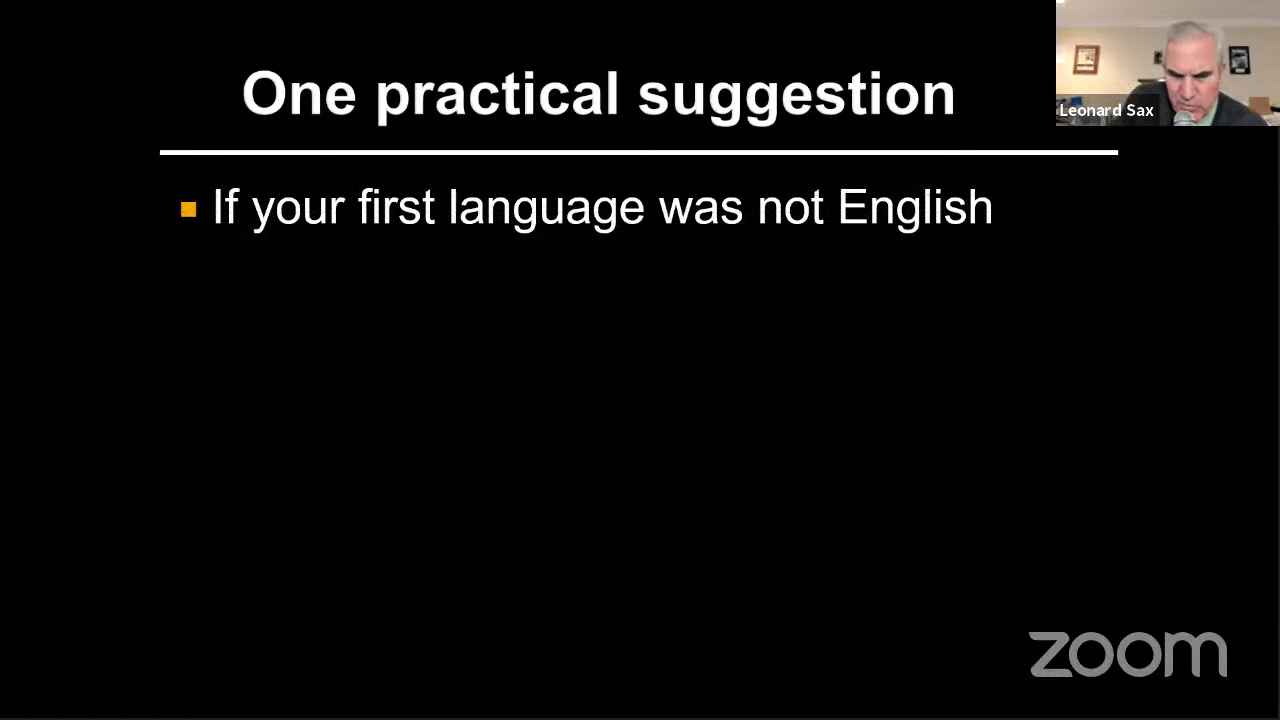 One practical suggestion
Leonard Sax
If your first language was not English
zoom